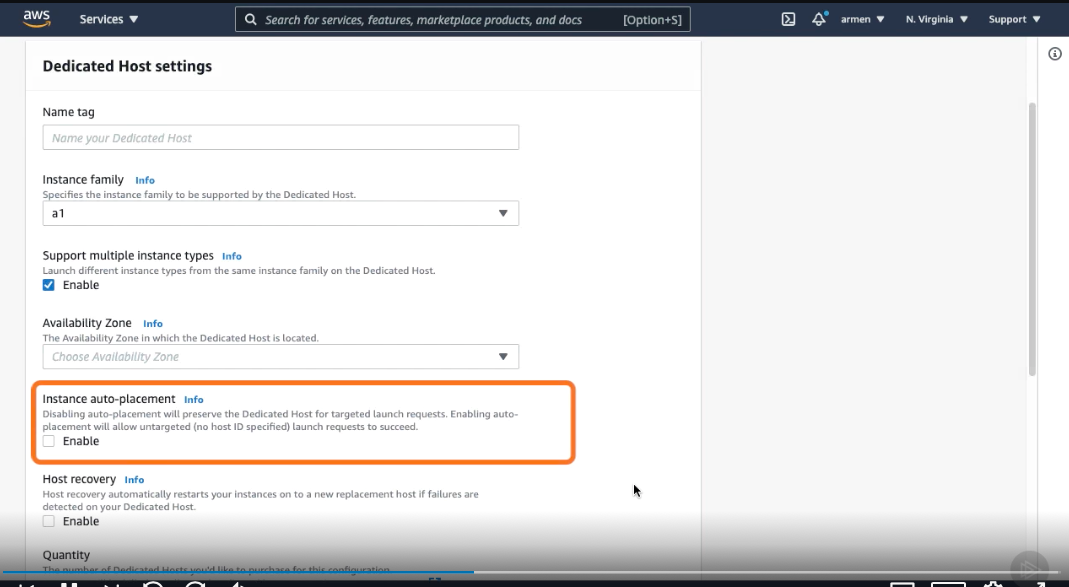 aws
Services
Search for services, features, marketplace products, and docs
[Option+S]
armen
N. Virginia
Support
Dedicated Host settings
Name tag
Name your Dedicated Host
Instance family Info
Specifies the instance family to be supported by the Dedicated Host.
a1
Support multiple instance types Info
Launch different instance types from the same instance family on the Dedicated Host.
Enable
Availability Zone Info
The Availability Zone in which the Dedicated Host is located.
Choose Availability Zone
Instance auto-placement Info
Disabling auto-placement will preserve the Dedicated Host for targeted launch requests. Enabling auto-
placement will allow untargeted (no host ID specified) launch requests to succeed.
Enable
Host recovery Info
Host recovery automatically restarts your instances on to a new replacement host if failures are
detected on your Dedicated Host.
Enable
Quantity
The number of Dedicated Hosts you'd like to purchase for this configuration.